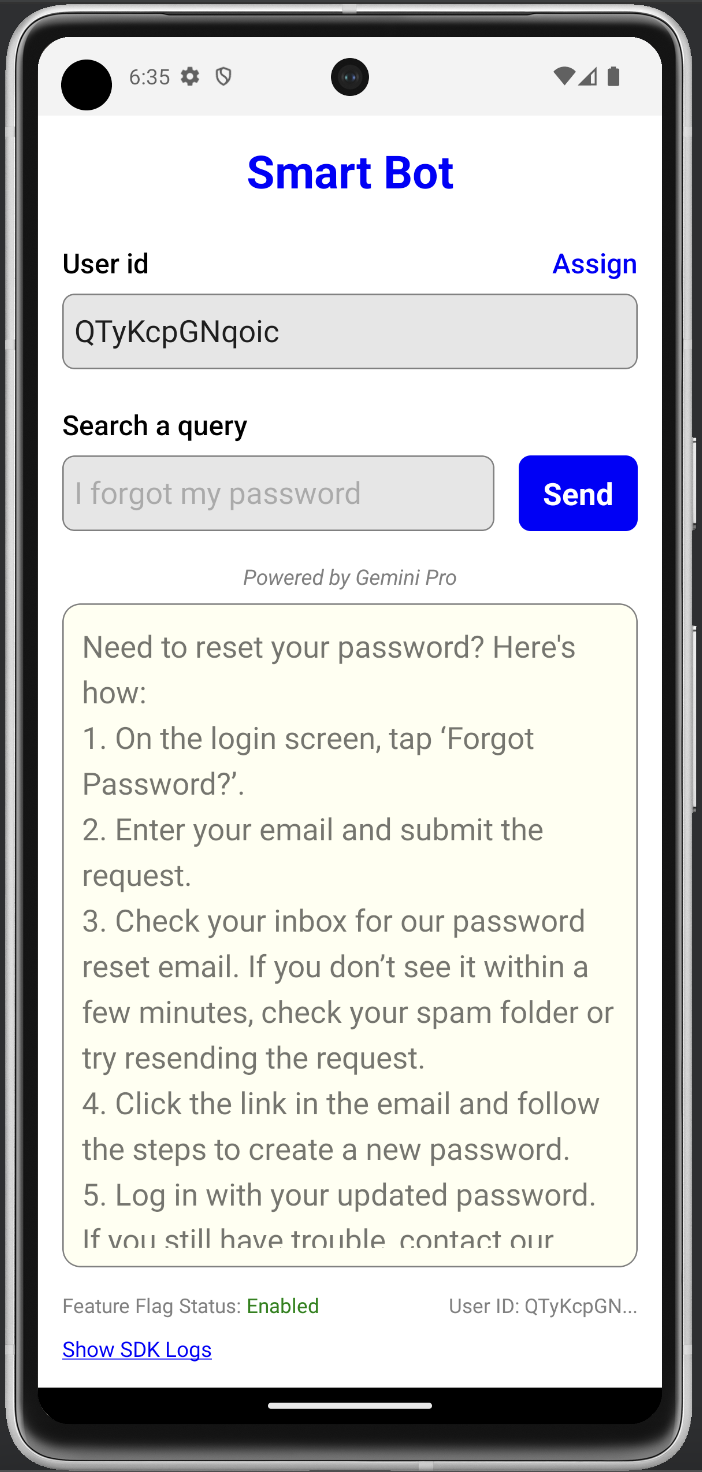 6:35
Smart Bot
User id Assign
QTyKcpGNqoic
Search a query
I forgot my password Send
Powered by Gemini Pro
Need to reset your password? Here's
how:
1. On the login screen, tap ‘Forgot
Password?’.
2. Enter your email and submit the
request.
3. Check your inbox for our password
reset email. If you don’t see it within a
few minutes, check your spam folder or
try resending the request.
4. Click the link in the email and follow
the steps to create a new password.
5. Log in with your updated password.
If you still have trouble, contact our
Feature Flag Status: Enabled User ID: QTyKcpGN...
Show SDK Logs